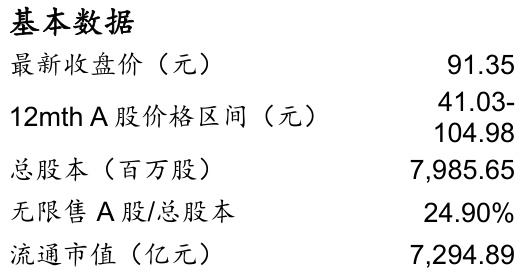 基本数据
最新收盘价（元） 91.35
12mth A 股价格区间（元） 41.03-
104.98
总股本（百万股） 7,985.65
无限售 A 股/总股本 24.90%
流通市值（亿元） 7,294.89